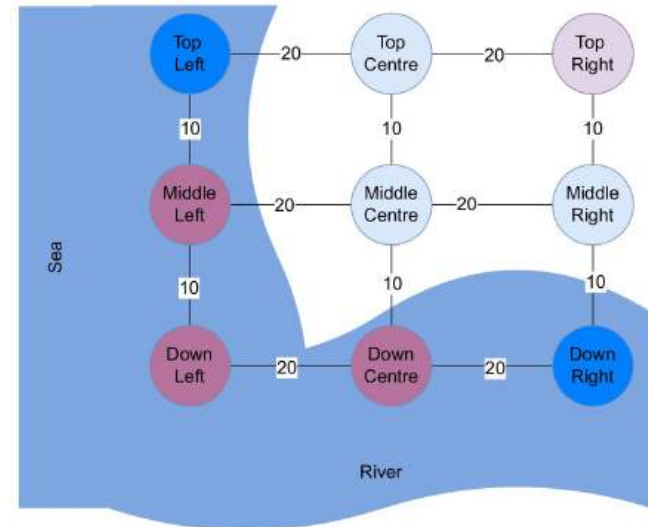 Top
Left
20
Top
Centre
20
Top
Right
10
10
10
Middle
Left
20
Middle
Centre
20
Middle
Right
Sea
10
10
10
Down
Left
20
Down
Centre
20
Down
Right
River